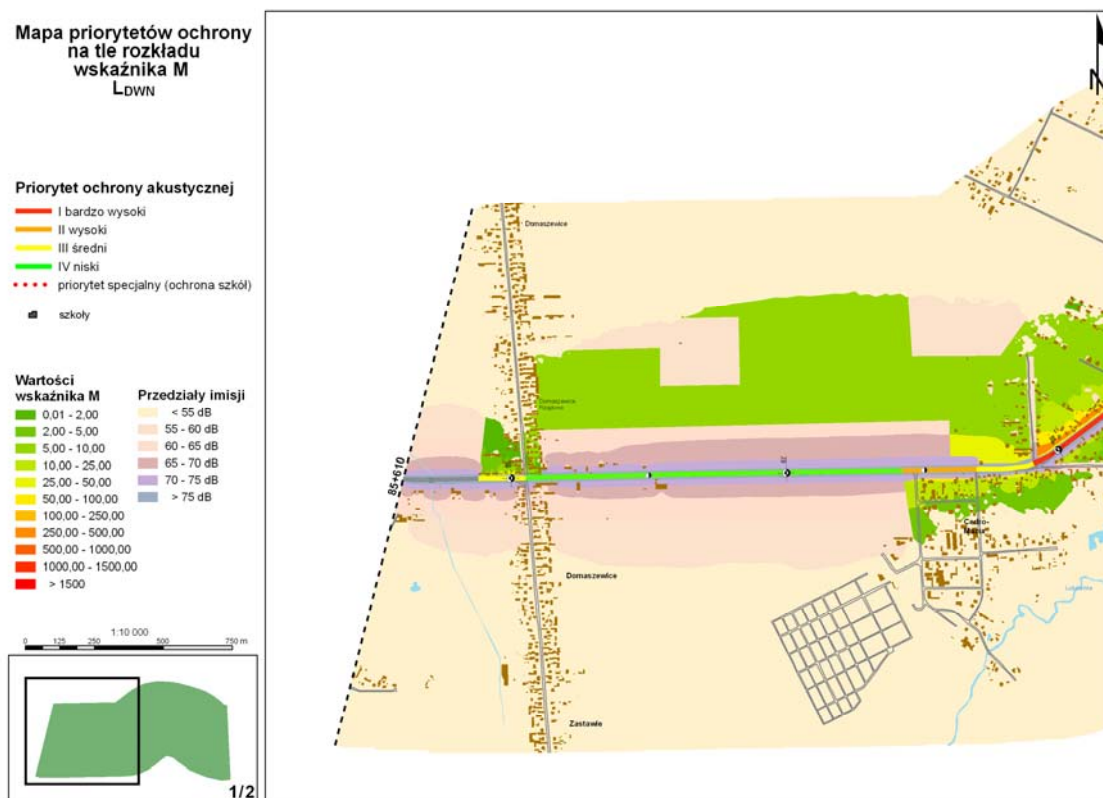 Mapa priorytetów ochrony
na tle rozkładu
wskaźnika M
LDWN
Priorytet ochrony akustycznej
I bardzo wysoki
II wysoki
III średni
IV niski
priorytet specjalny (ochrona szkół)
szkoły
Wartości
wskaźnika M
0,01 - 2,00
2,00 - 5,00
5,00 - 10,00
10,00 - 25,00
25,00 - 50,00
50,00 - 100,00
100,00 - 250,00
250,00 - 500,00
500,00 - 1000,00
1000,00 - 1500,00
> 1500
Przedziały imisji
< 55 dB
55 - 60 dB
60 - 65 dB
65 - 70 dB
70 - 75 dB
> 75 dB
1:10 000
0 125 250 500 750 m
1/2
N
Domaszewice
Domaszewice
85+610
Domaszewice
Zastawie